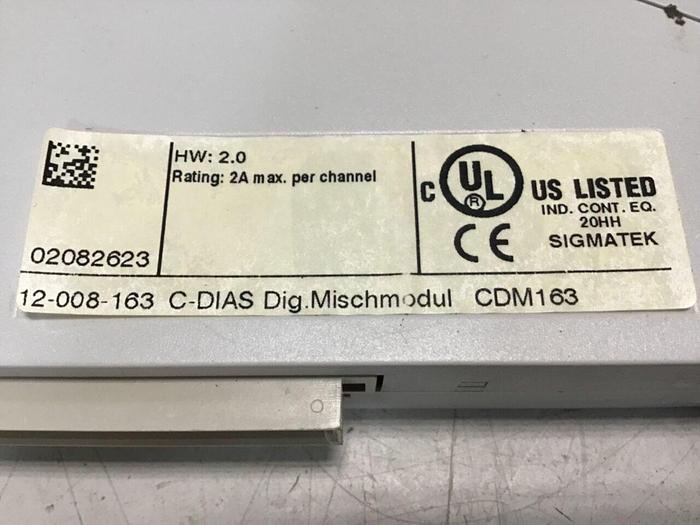 HW: 2.0
Rating: 2A max. per channel
02082623
C UL ® US LISTED
IND. CONT. EQ.
20HH
CE SIGMATEK
12-008-163 C-DIAS Dig.Mischmodul CDM163